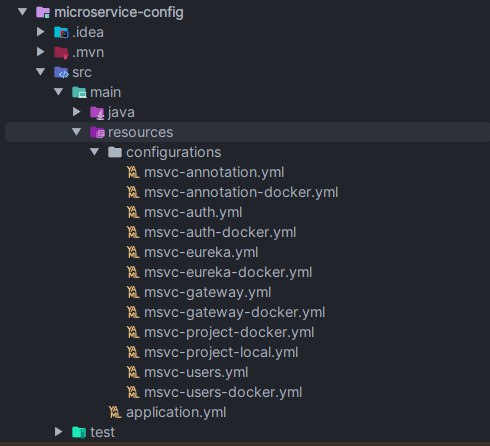 microservice-config
.idea
.mvn
src
main
java
resources
configurations
msvc-annotation.yml
msvc-annotation-docker.yml
msvc-auth.yml
msvc-auth-docker.yml
msvc-eureka.yml
msvc-eureka-docker.yml
msvc-gateway.yml
msvc-gateway-docker.yml
msvc-project-docker.yml
msvc-project-local.yml
msvc-users.yml
msvc-users-docker.yml
application.yml
test